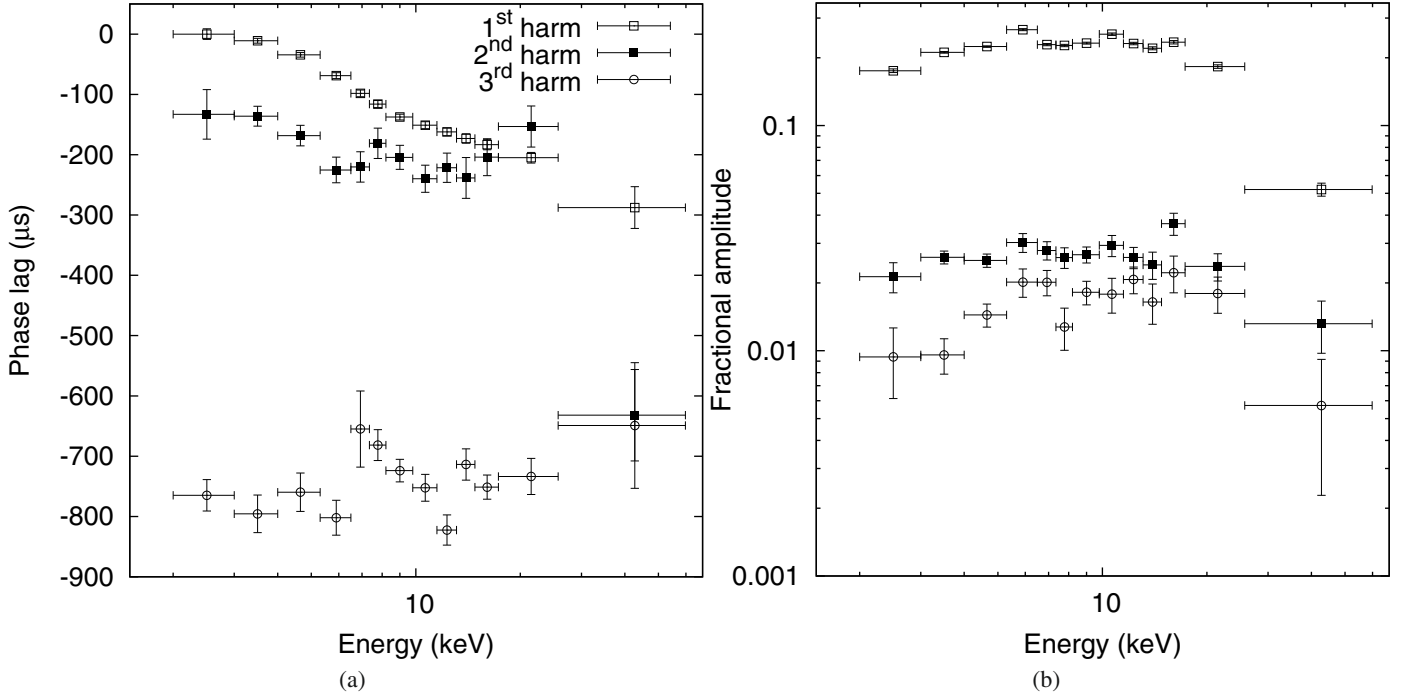 0
-100
-200
-300
-400
-500
-600
-700
-800
-900
Phase lag (μs)
10
Energy (keV)
1st harm
2nd harm
3rd harm
(a)
0.1
0.01
0.001
Fractional amplitude
10
Energy (keV)
(b)